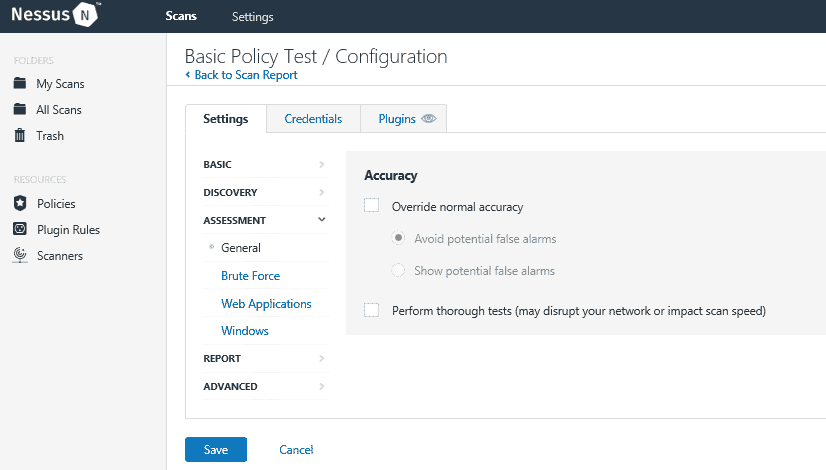 Nessus N
Scans
Settings
FOLDERS
My Scans
All Scans
Trash
RESOURCES
Policies
Plugin Rules
Scanners
Basic Policy Test / Configuration
Back to Scan Report
Settings
Credentials
Plugins
BASIC
DISCOVERY
ASSESSMENT
General
Brute Force
Web Applications
Windows
REPORT
ADVANCED
Accuracy
Override normal accuracy
Avoid potential false alarms
Show potential false alarms
Perform thorough tests (may disrupt your network or impact scan speed)
Save
Cancel